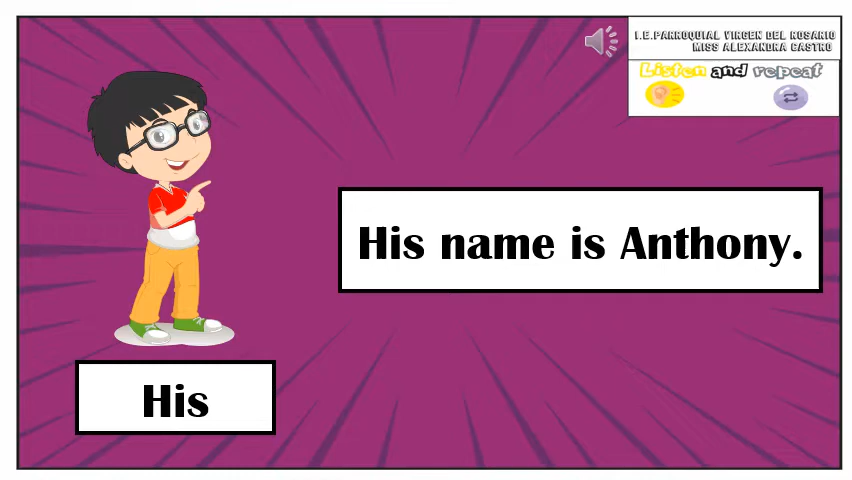 I.E.PARROQUIAL VIRGEN DEL ROSARIO
MISS ALEXANDRA CASTRO
Listen and repeat
His name is Anthony.
His